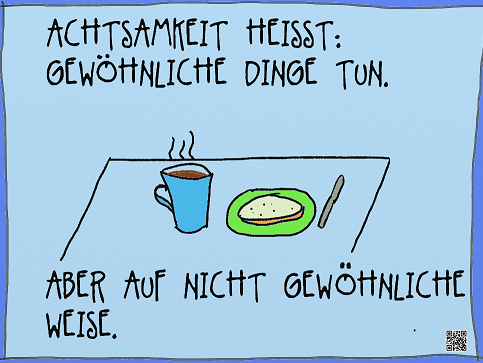 ACHTSAMKEIT HEISST:
GEWÖHNLICHE DINGE TUN.
ABER AUF NICHT GEWÖHNLICHE
WEISE.